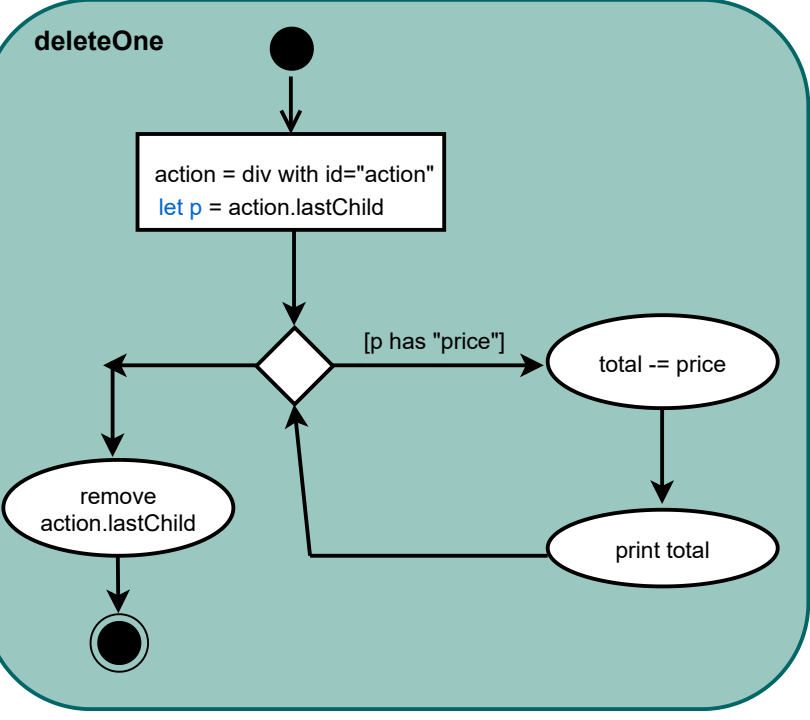 deleteOne
action = div with id="action"
let p = action.lastChild
[p has "price"]
total -= price
remove
action.lastChild
print total